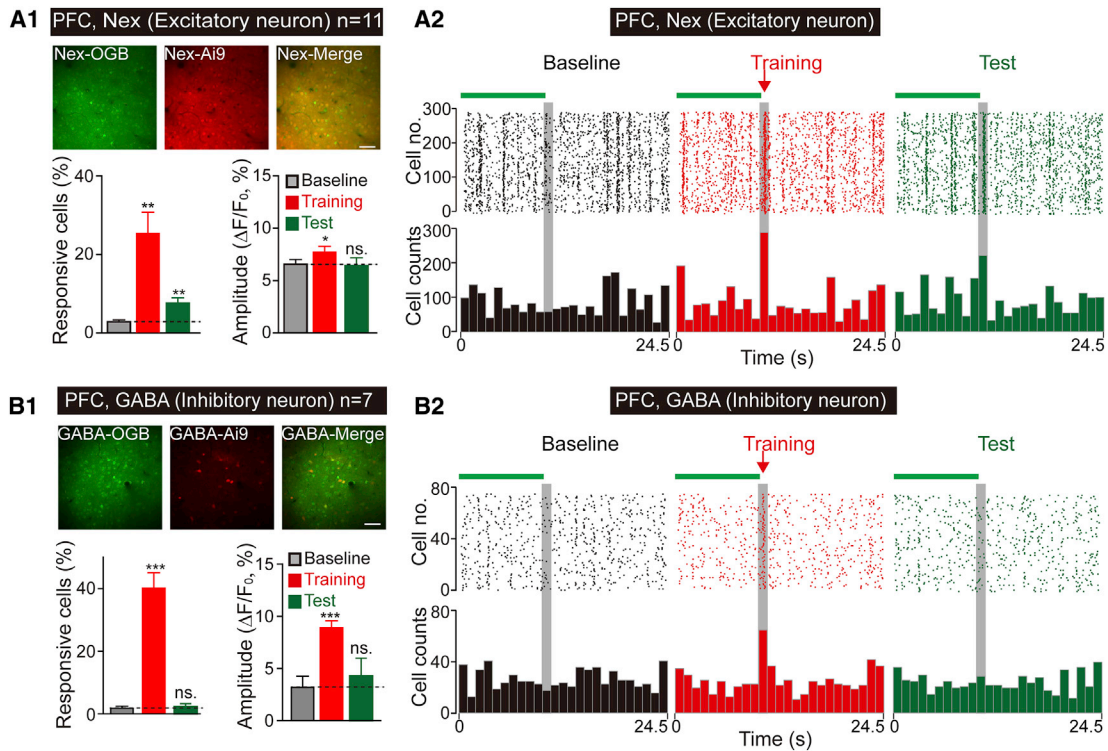 A1
PFC, Nex (Excitatory neuron) n=11
Nex-OGB
Nex-Ai9
Nex-Merge
Responsive cells (%)
40
20
0
**
**
Amplitude (ΔF/F₀, %)
15
10
5
0
Baseline
Training
Test
*
ns.
A2
PFC, Nex (Excitatory neuron)
Baseline
Training
Test
Cell no.
300
200
100
0
Cell counts
300
200
100
0
0
24.5
0
24.5
0
24.5
Time (s)
B1
PFC, GABA (Inhibitory neuron) n=7
GABA-OGB
GABA-Ai9
GABA-Merge
Responsive cells (%)
40
20
0
***
ns.
Amplitude (ΔF/F₀, %)
15
10
5
0
Baseline
Training
Test
***
ns.
B2
PFC, GABA (Inhibitory neuron)
Baseline
Training
Test
Cell no.
80
40
0
Cell counts
80
40
0
0
24.5
0
24.5
0
24.5
Time (s)